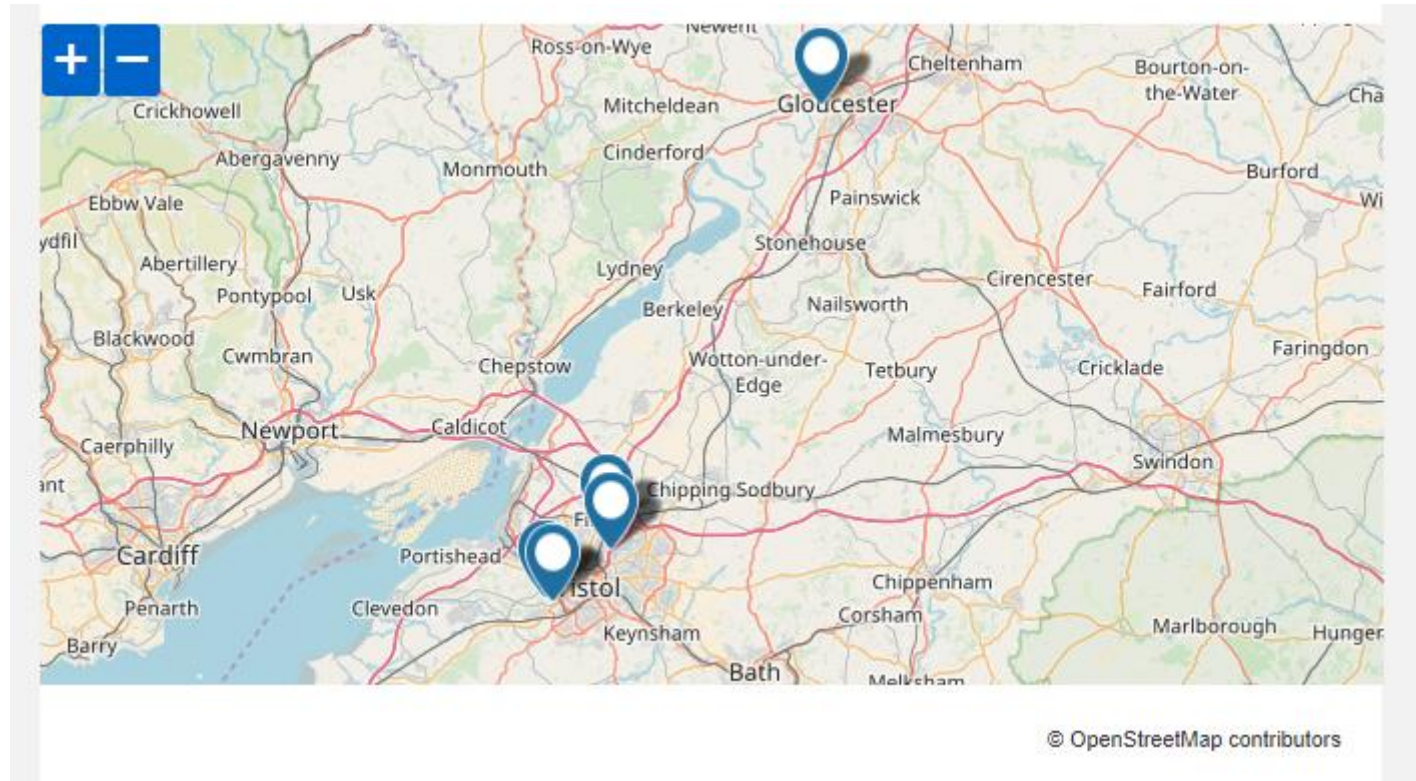 + −
Ross-on-Wye
Cheltenham
Bourton-on-
the-Water
Crickhowell
Mitcheldean
Gloucester
Abergavenny
Monmouth
Cinderford
Burford
Ebbw Vale
Painswick
Stonehouse
Abertillery
Lydney
Cirencester
Pontypool
Usk
Berkeley
Nailsworth
Fairford
Blackwood
Cwmbran
Chepstow
Wotton-under-
Edge
Tetbury
Cricklade
Faringdon
Newport
Caldicot
Malmesbury
Caerphilly
Swindon
Chipping Sodbury
Cardiff
Portishead
Chippenham
Penarth
Clevedon
Corsham
Keynsham
Marlborough
Barry
Bath
Melksham
© OpenStreetMap contributors